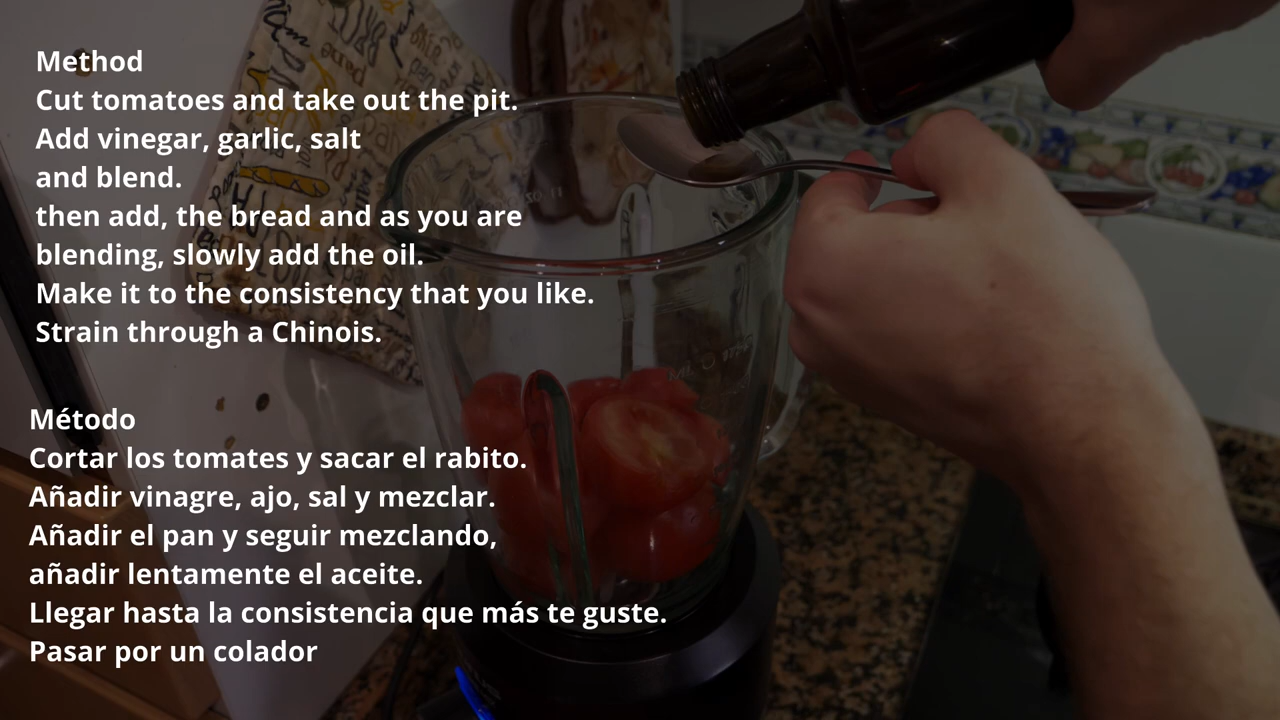 Method
Cut tomatoes and take out the pit.
Add vinegar, garlic, salt
and blend.
then add, the bread and as you are
blending, slowly add the oil.
Make it to the consistency that you like.
Strain through a Chinois.
Método
Cortar los tomates y sacar el rabito.
Añadir vinagre, ajo, sal y mezclar.
Añadir el pan y seguir mezclando,
añadir lentamente el aceite.
Llegar hasta la consistencia que más te guste.
Pasar por un colador